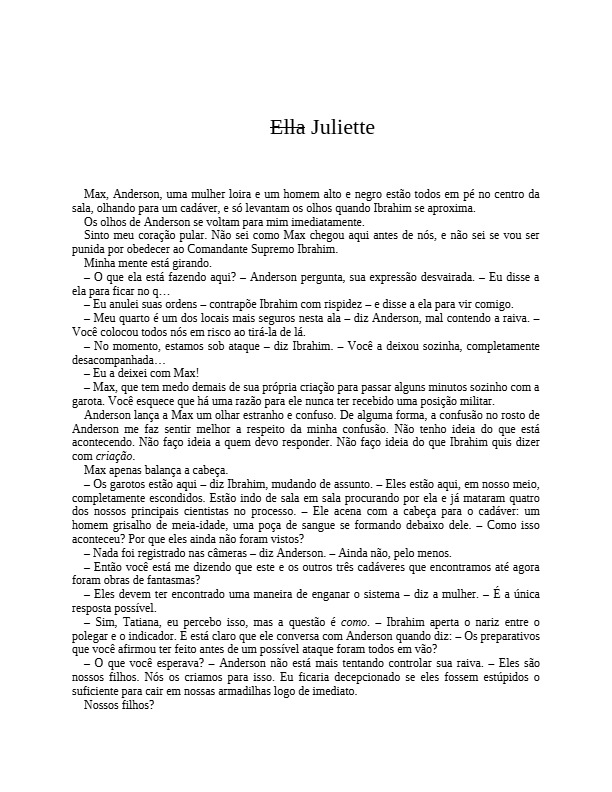 Ella Juliette
Max, Anderson, uma mulher loira e um homem alto e negro estão todos em pé no centro da
sala, olhando para um cadáver, e só levantam os olhos quando Ibrahim se aproxima.
Os olhos de Anderson se voltam para mim imediatamente.
Sinto meu coração pular. Não sei como Max chegou aqui antes de nós, e não sei se vou ser
punida por obedecer ao Comandante Supremo Ibrahim.
Minha mente está girando.
– O que ela está fazendo aqui? – Anderson pergunta, sua expressão desvairada. – Eu disse a
ela para ficar no q…
– Eu anulei suas ordens – contrapõe Ibrahim com rispidez – e disse a ela para vir comigo.
– Meu quarto é um dos locais mais seguros nesta ala – diz Anderson, mal contendo a raiva. –
Você colocou todos nós em risco ao tirá-la de lá.
– No momento, estamos sob ataque – diz Ibrahim. – Você a deixou sozinha, completamente
desacompanhada…
– Eu a deixei com Max!
– Max, que tem medo demais de sua própria criação para passar alguns minutos sozinho com a
garota. Você esquece que há uma razão para ele nunca ter recebido uma posição militar.
Anderson lança a Max um olhar estranho e confuso. De alguma forma, a confusão no rosto de
Anderson me faz sentir melhor a respeito da minha confusão. Não tenho ideia do que está
acontecendo. Não faço ideia a quem devo responder. Não faço ideia do que Ibrahim quis dizer
com criação.
Max apenas balança a cabeça.
– Os garotos estão aqui – diz Ibrahim, mudando de assunto. – Eles estão aqui, em nosso meio,
completamente escondidos. Estão indo de sala em sala procurando por ela e já mataram quatro
dos nossos principais cientistas no processo. – Ele acena com a cabeça para o cadáver: um
homem grisalho de meia-idade, uma poça de sangue se formando debaixo dele. – Como isso
aconteceu? Por que eles ainda não foram vistos?
– Nada foi registrado nas câmeras – diz Anderson. – Ainda não, pelo menos.
– Então você está me dizendo que este e os outros três cadáveres que encontramos até agora
foram obras de fantasmas?
– Eles devem ter encontrado uma maneira de enganar o sistema – diz a mulher. – É a única
resposta possível.
– Sim, Tatiana, eu percebo isso, mas a questão é como. – Ibrahim aperta o nariz entre o
polegar e o indicador. E está claro que ele conversa com Anderson quando diz: – Os preparativos
que você afirmou ter feito antes de um possível ataque foram todos em vão?
– O que você esperava? – Anderson não está mais tentando controlar sua raiva. – Eles são
nossos filhos. Nós os criamos para isso. Eu ficaria decepcionado se eles fossem estúpidos o
suficiente para cair em nossas armadilhas logo de imediato.
Nossos filhos?